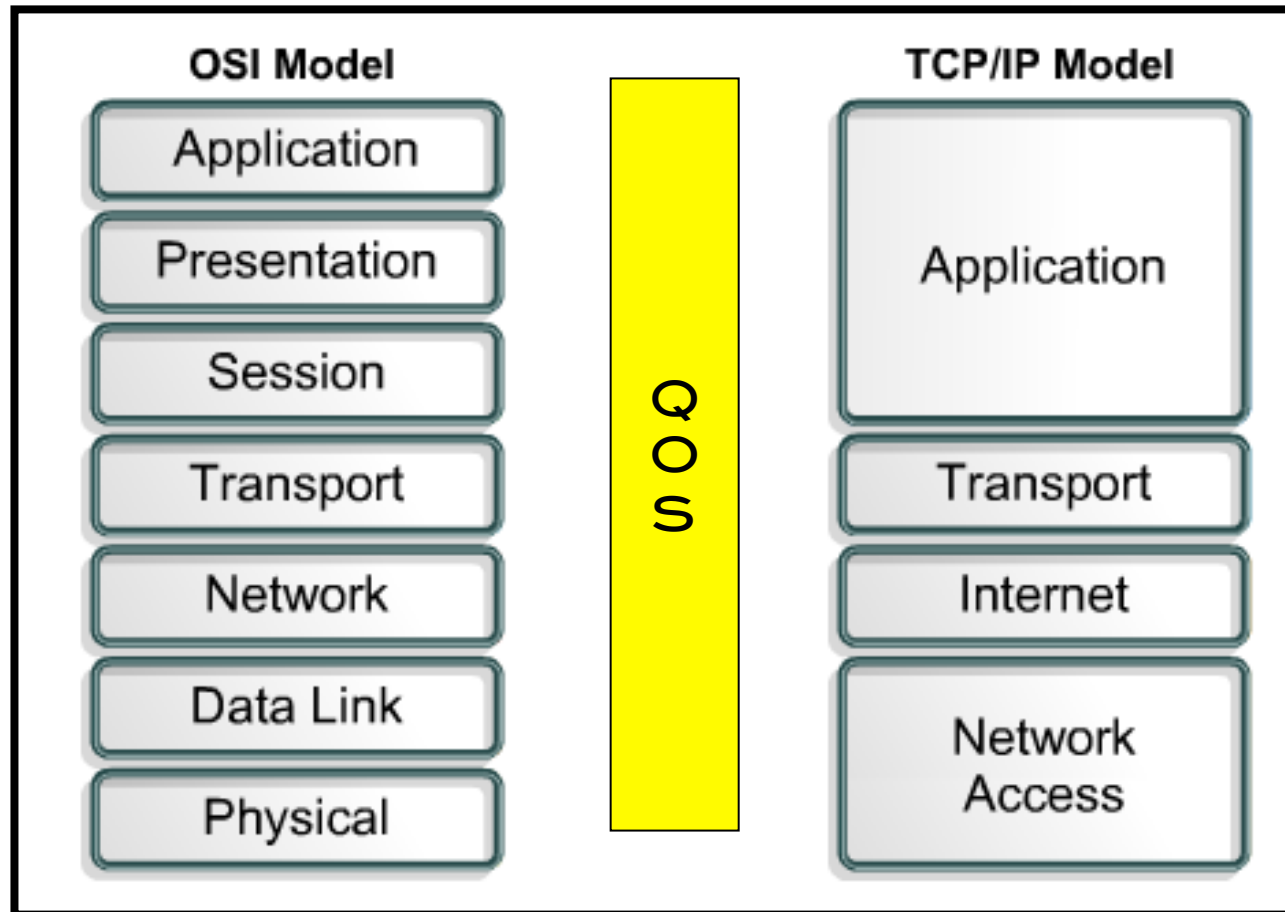 OSI Model
Application
Presentation
Session
Transport
Network
Data Link
Physical
Q
O
S
TCP/IP Model
Application
Transport
Internet
Network
Access